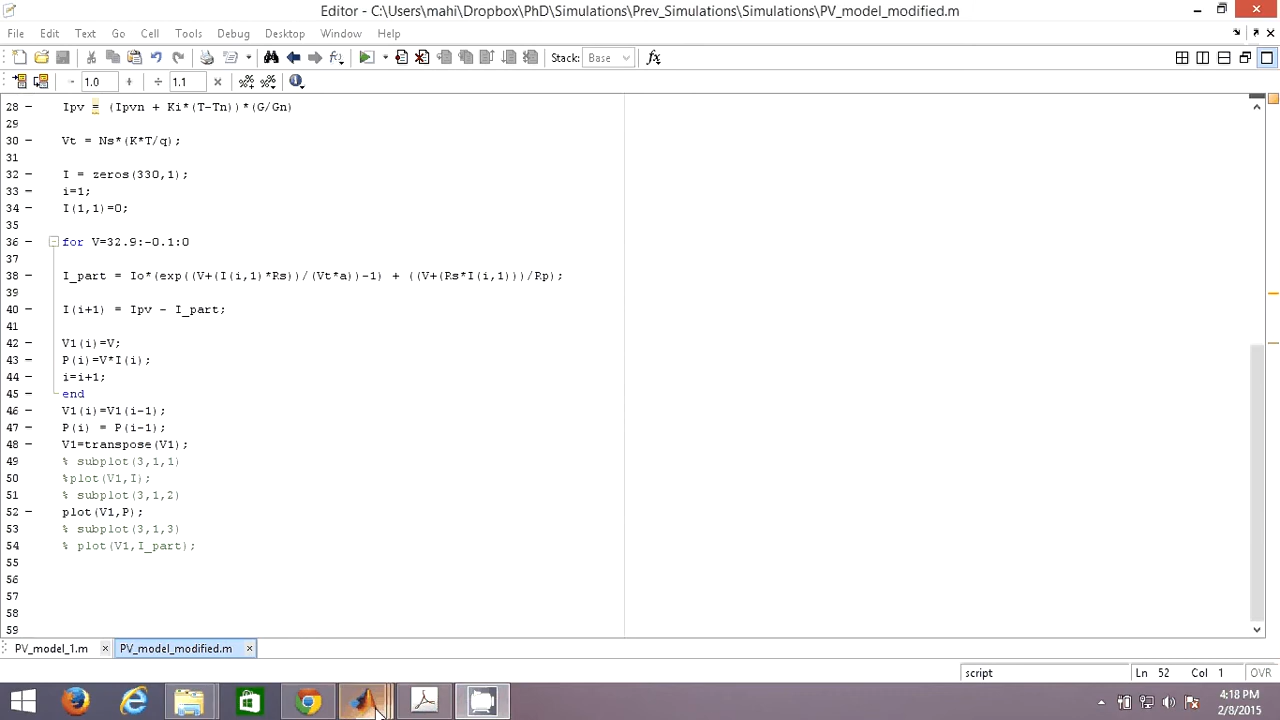 Editor - C:\Users\mahi\Dropbox\PhD\Simulations\Prev_Simulations\Simulations\PV_model_modified.m
File Edit Text Go Cell Tools Debug Desktop Window Help
Stack: Base fx
- 1.0 + ÷ 1.1 ×
28 - Ipv = (Ipvn + Ki*(T-Tn))*(G/Gn)
29
30 - Vt = Ns*(K*T/q);
31
32 - I = zeros(330,1);
33 - i=1;
34 - I(1,1)=0;
35
36 - for V=32.9:-0.1:0
37
38 - I_part = Io*(exp((V+(I(i,1)*Rs))/(Vt*a))-1) + ((V+(Rs*I(i,1)))/Rp);
39
40 - I(i+1) = Ipv - I_part;
41
42 - V1(i)=V;
43 - P(i)=V*I(i);
44 - i=i+1;
45 - end
46 - V1(i)=V1(i-1);
47 - P(i) = P(i-1);
48 - V1=transpose(V1);
49 % subplot(3,1,1)
50 %plot(V1,I);
51 % subplot(3,1,2)
52 - plot(V1,P);
53 % subplot(3,1,3)
54 % plot(V1,I_part);
55
56
57
58
59
PV_model_1.m × PV_model_modified.m ×
script Ln 52 Col 1 OVR
4:18 PM
2/8/2015